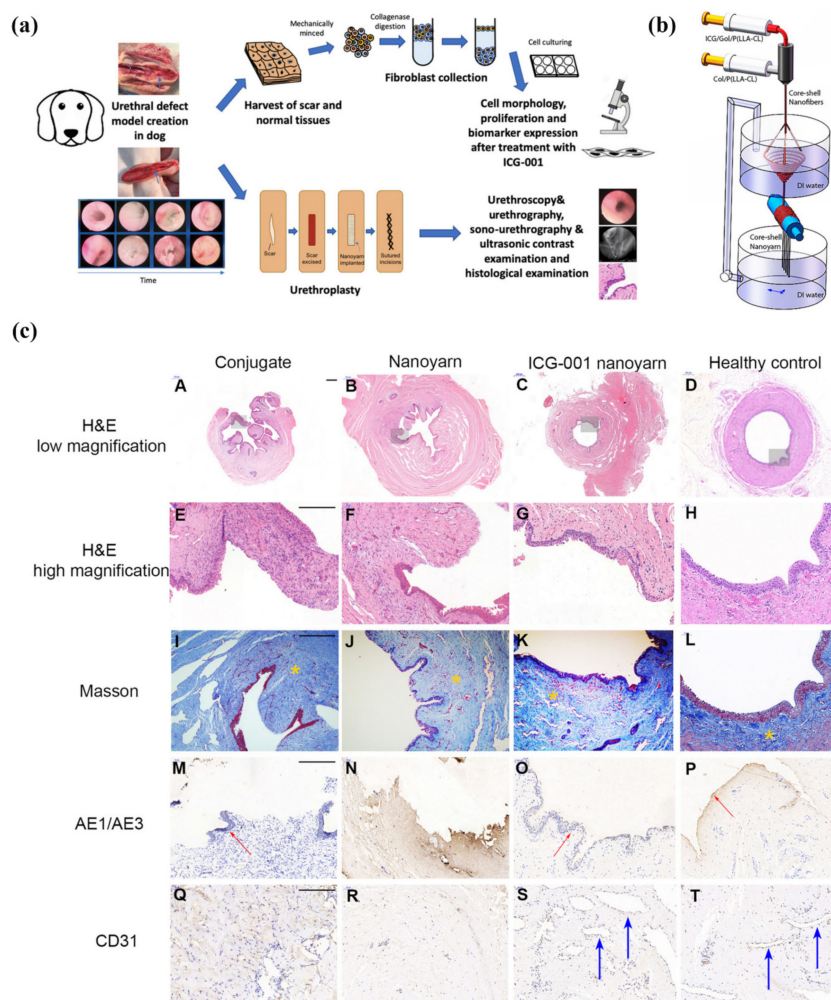 (a)
Urethral defect
model creation
in dog
Time
Mechanically
minced
Collagenase
digestion
Harvest of scar and
normal tissues
Fibroblast collection
Cell culturing
Cell morphology,
proliferation and
biomarker expression
after treatment with
ICG-001
Scar
Scar
excised
Nanoyarn
implanted
Sutured
incisions
Urethroplasty
Urethroscopy&
urethrography,
sono-urethrography &
ultrasonic contrast
examination and
histological examination
(b)
ICG/Gol/P(LLA-CL)
Col/P(LLA-CL)
Core-shell
Nanofibers
DI water
Core-shell
Nanoyarn
DI water
(c)
Conjugate
Nanoyarn
ICG-001 nanoyarn
Healthy control
H&E
low magnification
A
B
C
D
H&E
high magnification
E
F
G
H
Masson
I
J
K
L
*
*
*
*
AE1/AE3
M
N
O
P
CD31
Q
R
S
T